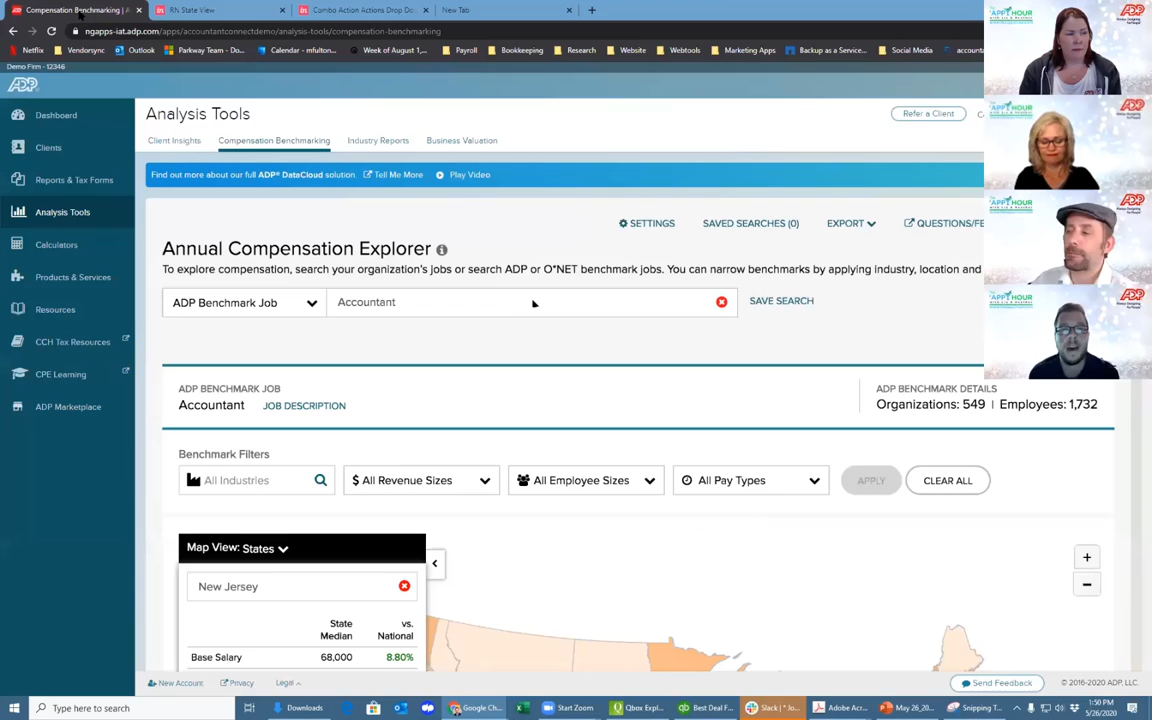 Compensation Benchmarking | A
RN State View
Combo Action Actions Drop Do
New Tab
ngapps-iat.adp.com/apps/accountantconnectdemo/analysis-tools/compensation-benchmarking
Netflix Vendorsync Outlook Parkway Team - Do... Calendar - mfulton... Week of August 1,... Payroll Bookkeeping Research Website Webtools Marketing Apps Backup as a Service... Social Media accounta
Demo Firm - 12346
ADP
Dashboard
Clients
Reports & Tax Forms
Analysis Tools
Calculators
Products & Services
Resources
CCH Tax Resources
CPE Learning
ADP Marketplace
Analysis Tools
Refer a Client
Client Insights Compensation Benchmarking Industry Reports Business Valuation
Find out more about our full ADP® DataCloud solution. Tell Me More Play Video
SETTINGS SAVED SEARCHES (0) EXPORT QUESTIONS/FE
Annual Compensation Explorer
To explore compensation, search your organization's jobs or search ADP or O*NET benchmark jobs. You can narrow benchmarks by applying industry, location and
ADP Benchmark Job Accountant SAVE SEARCH
ADP BENCHMARK JOB
Accountant JOB DESCRIPTION
ADP BENCHMARK DETAILS
Organizations: 549 | Employees: 1,732
Benchmark Filters
All Industries $ All Revenue Sizes All Employee Sizes All Pay Types APPLY CLEAR ALL
Map View: States
New Jersey
State Median vs. National
Base Salary 68,000 8.80%
+
−
New Account Privacy Legal
Send Feedback © 2016-2020 ADP, LLC.
Type here to search
Downloads
Google Ch...
Start Zoom
Qbox Expl...
Best Deal F...
Slack | * Jo...
Adobe Acr...
May 26, 20...
Snipping T...
1:50 PM
5/26/2020